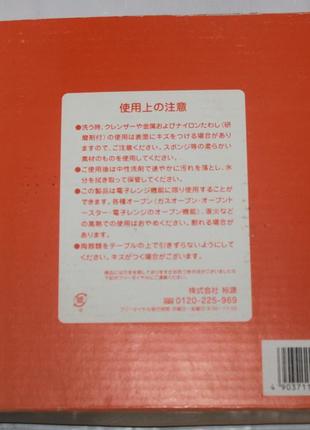 使用上の注意
●洗う時、クレンザーや金属およびナイロンたわし(研
磨剤付)の使用は表面にキズをつける場合があり
ますので、ご注意ください。スポンジ等の柔らかい
素材のものを使用してください。
●ご使用後は中性洗剤で速やかに汚れを落とし、水
分を拭き取って保管してください。
●この製品は電子レンジ機能に限り使用することが
できます。各種オーブン(ガスオーブン・オーブント
ースター・電子レンジのオーブン機能)、直火など
の高熱での使用はおやめください。割れる場合が
あります。
●陶器類をテーブルの上で引きずらないようにして
ください。キズがつく場合がございます。
株式会社 裕源
0120-225-969
4 903711